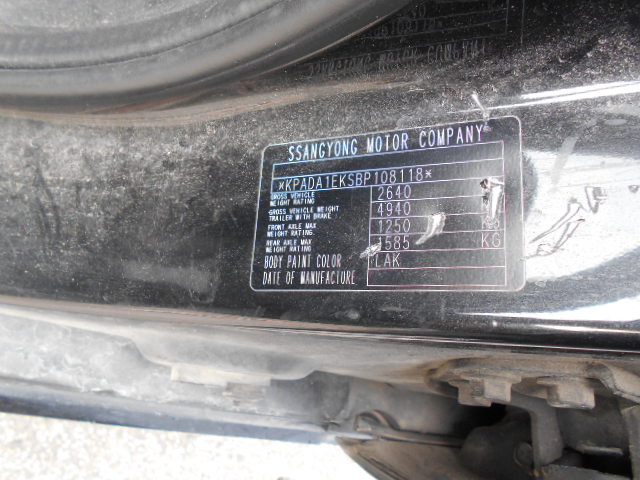 SSANGYONG MOTOR COMPANY
*KPADA1EKSBP108118*
GROSS VEHICLE WEIGHT RATING 2640
GROSS VEHICLE WEIGHT TRAILER WITH BRAKE 4940
FRONT AXLE MAX WEIGHT RATING 1250 KG
REAR AXLE MAX WEIGHT RATING 1585 KG
BODY PAINT COLOR LAK
DATE OF MANUFACTURE